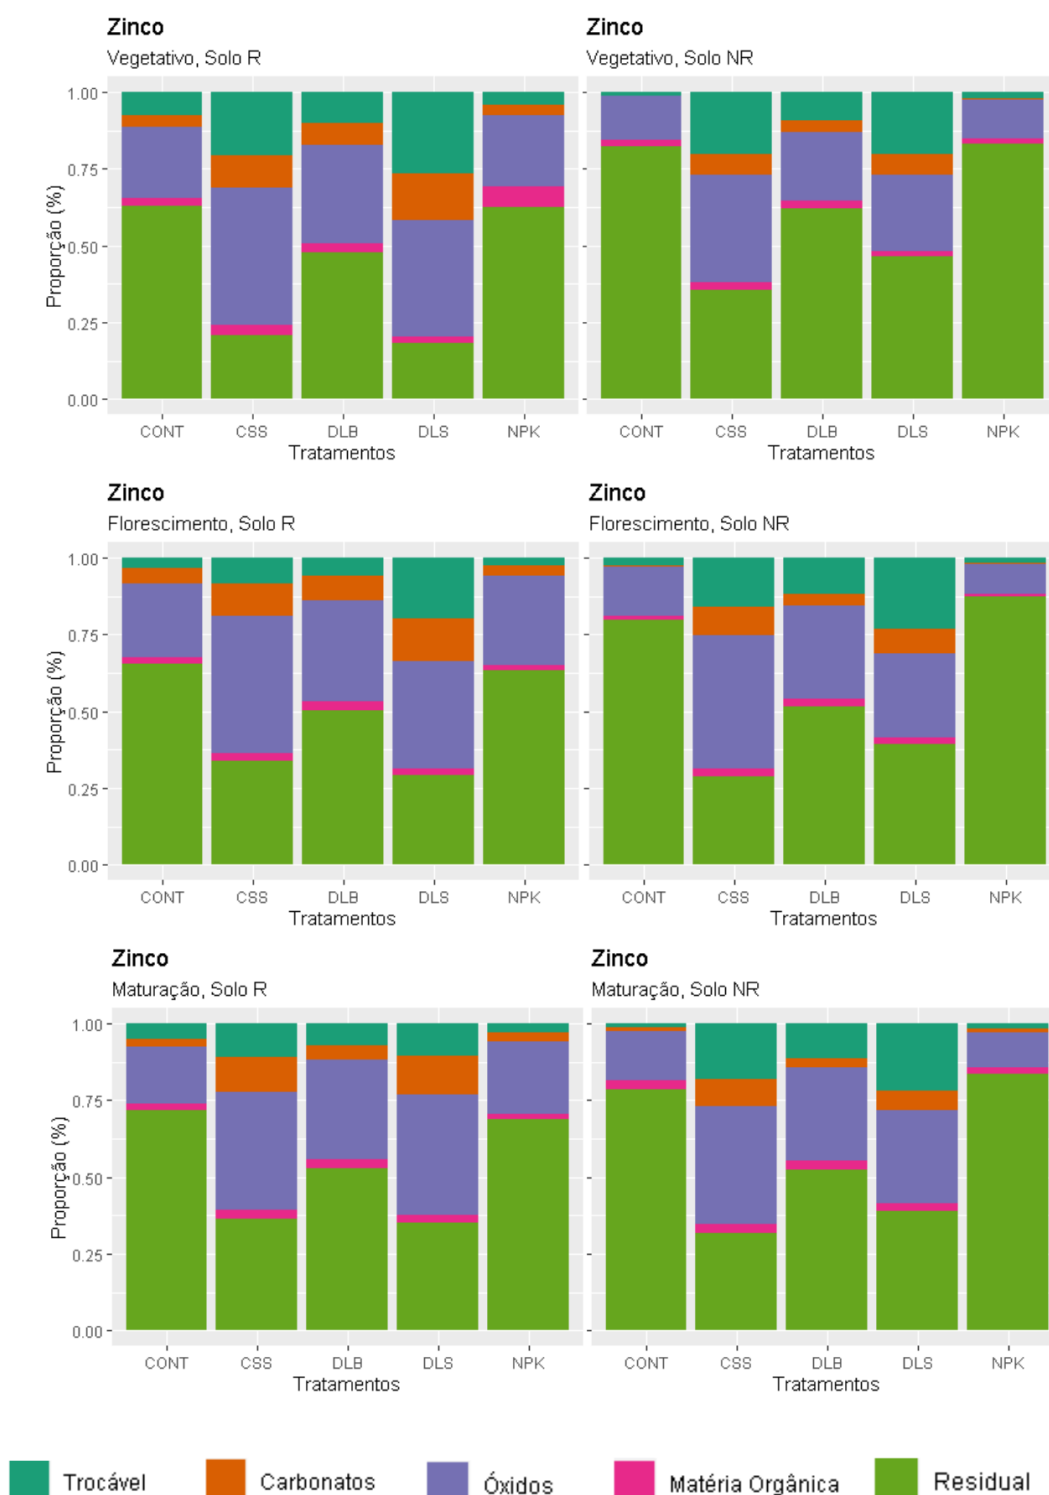 Zinco
Vegetativo, Solo R
Zinco
Vegetativo, Solo NR
Proporção (%)
1.00
0.75
0.50
0.25
0.00
CONT CSS DLB DLS NPK
Tratamentos
CONT CSS DLB DLS NPK
Tratamentos
Zinco
Florescimento, Solo R
Zinco
Florescimento, Solo NR
Proporção (%)
1.00
0.75
0.50
0.25
0.00
CONT CSS DLB DLS NPK
Tratamentos
CONT CSS DLB DLS NPK
Tratamentos
Zinco
Maturação, Solo R
Zinco
Maturação, Solo NR
Proporção (%)
1.00
0.75
0.50
0.25
0.00
CONT CSS DLB DLS NPK
Tratamentos
CONT CSS DLB DLS NPK
Tratamentos
Trocável Carbonatos Óxidos Matéria Orgânica Residual